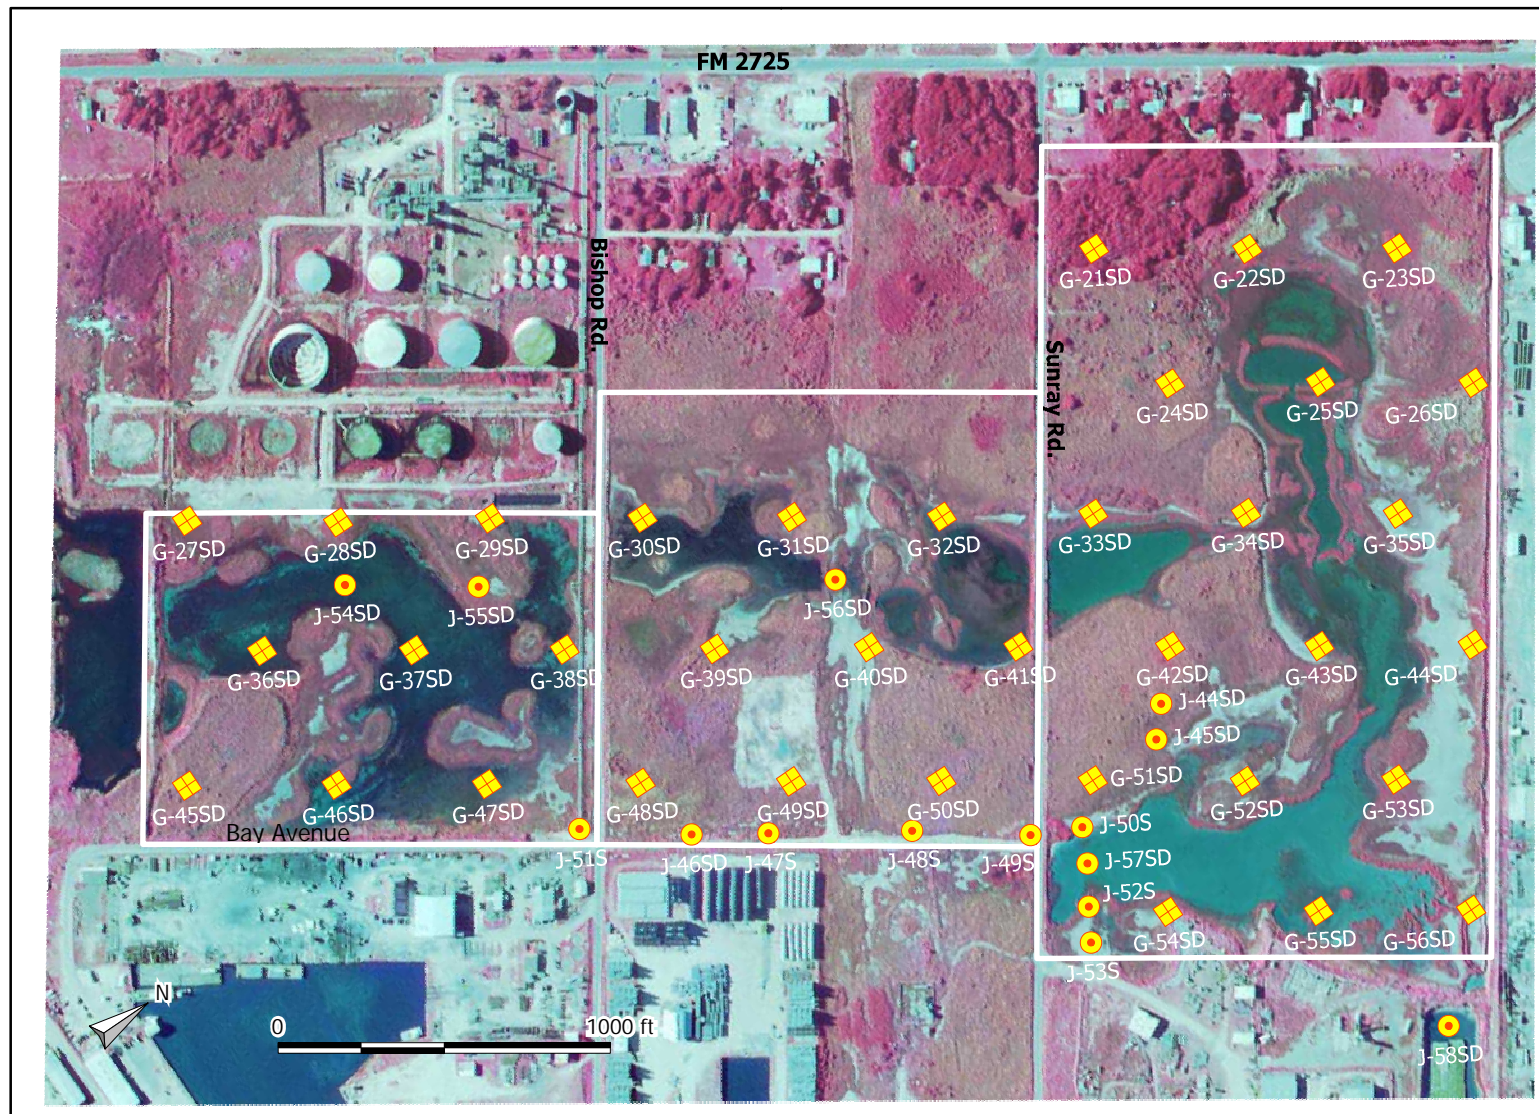 FM 2725
Bishop Rd.
Sunray Rd.
G-21SD
G-22SD
G-23SD
G-24SD
G-25SD
G-26SD
G-27SD
G-28SD
G-29SD
G-30SD
G-31SD
G-32SD
G-33SD
G-34SD
G-35SD
J-54SD
J-55SD
J-56SD
G-36SD
G-37SD
G-38SD
G-39SD
G-40SD
G-41SD
G-42SD
G-43SD
G-44SD
J-44SD
J-45SD
G-45SD
G-46SD
G-47SD
G-48SD
G-49SD
G-50SD
G-51SD
G-52SD
G-53SD
Bay Avenue
J-51S
J-46SD
J-47S
J-48S
J-49S
J-50S
J-57SD
J-52S
G-54SD
G-55SD
G-56SD
J-53S
N
0
1000 ft
J-58SD